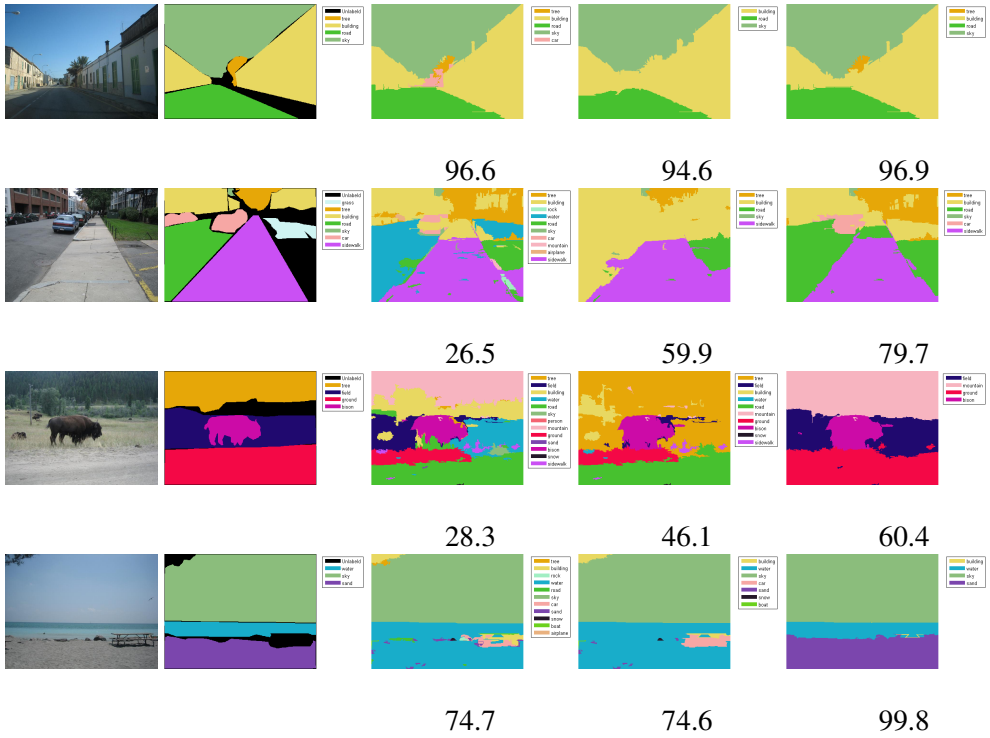 Unlabeld
tree
building
road
sky
tree
building
road
sky
car
building
road
sky
tree
building
road
sky
96.6 94.6 96.9
Unlabeld
grass
tree
building
road
sky
car
sidewalk
tree
building
rock
water
road
sky
car
mountain
airplane
sidewalk
tree
building
road
sky
sidewalk
tree
building
road
sky
car
sidewalk
26.5 59.9 79.7
Unlabeld
tree
field
ground
bison
tree
field
building
water
road
sky
person
mountain
ground
sand
bison
snow
sidewalk
tree
field
building
water
road
mountain
ground
bison
snow
sidewalk
field
mountain
ground
bison
28.3 46.1 60.4
Unlabeld
water
sky
sand
tree
building
rock
water
road
sky
car
sand
snow
boat
airplane
building
water
sky
car
sand
snow
boat
building
water
sky
sand
74.7 74.6 99.8